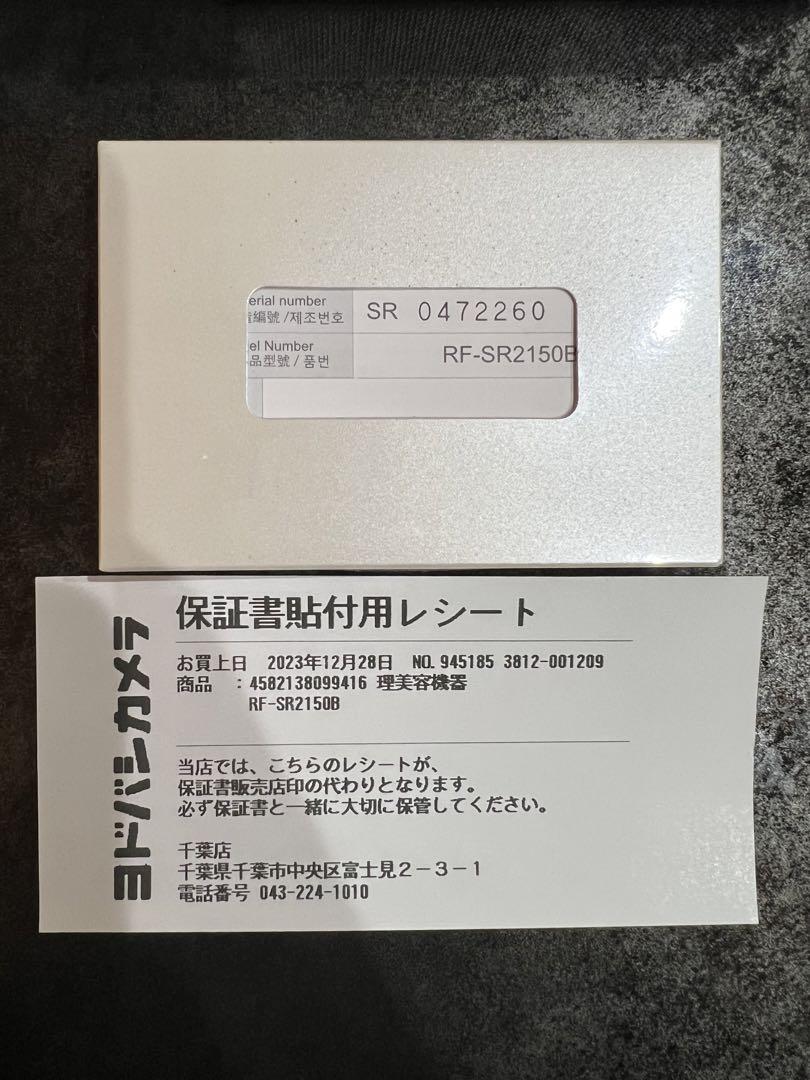 erial number
編號 /제조번호
SR 0472260
el Number
品型號 / 품번
RF-SR2150B
ヨドバシカメラ
保証書貼付用レシート
お買上日 2023年12月28日 NO. 945185 3812-001209
商品 : 4582138099416 理美容機器
RF-SR2150B
当店では、こちらのレシートが、
保証書販売店印の代わりとなります。
必ず保証書と一緒に大切に保管してください。
千葉店
千葉県千葉市中央区富士見2-3-1
電話番号 043-224-1010